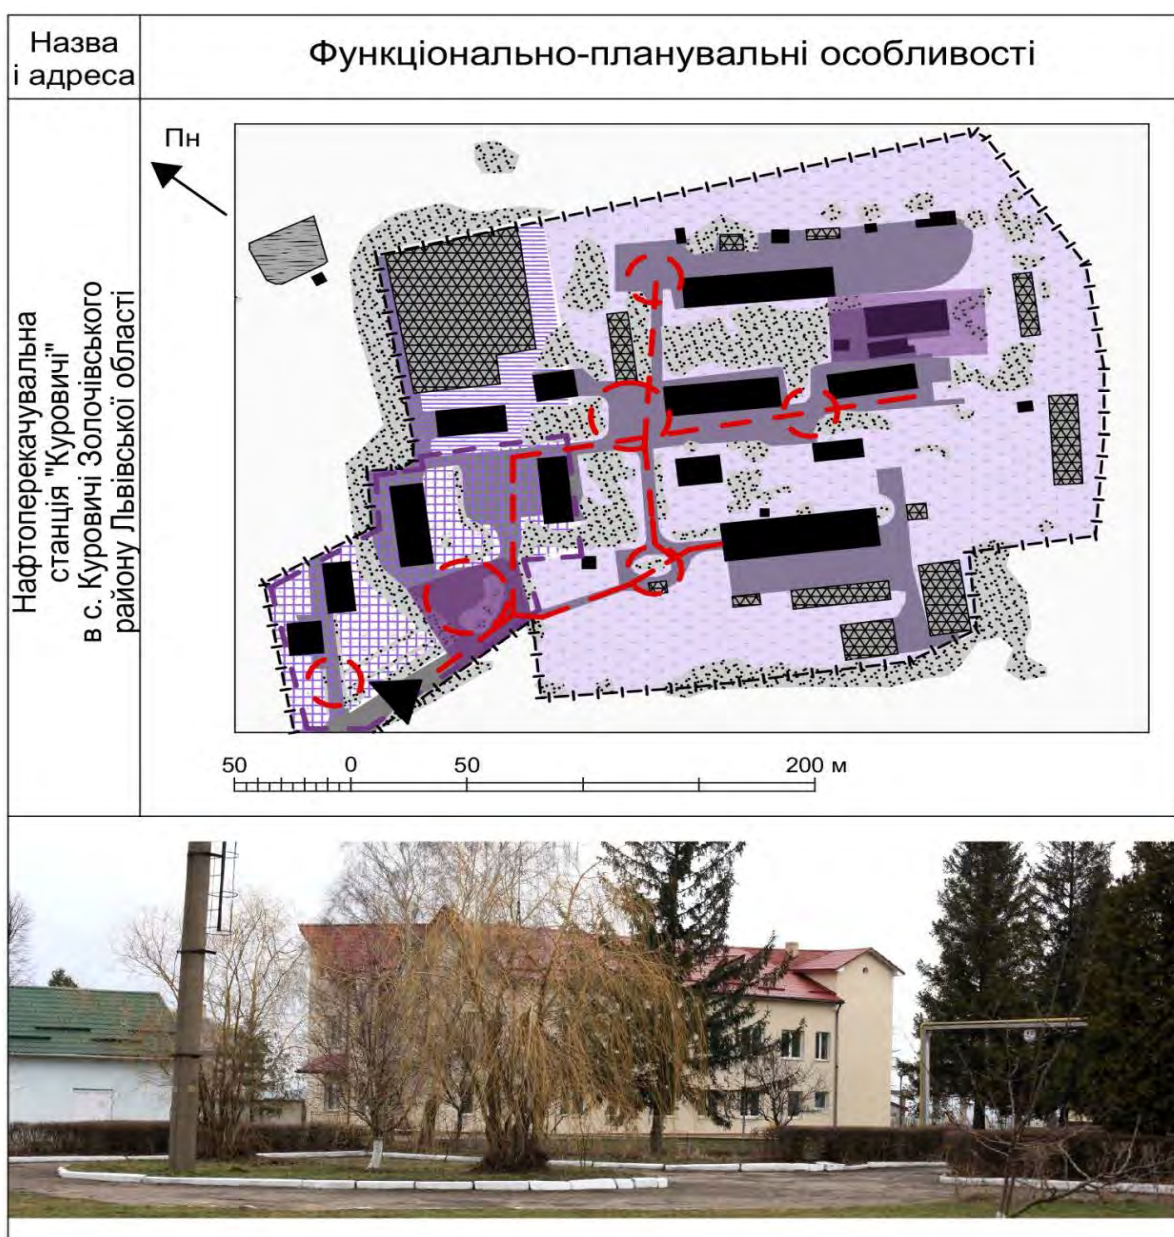 Назва
і адреса
Функціонально-планувальні особливості
Нафтоперекачувальна
станція "Куровичі"
в с. Куровичі Золочівського
району Львівської області
Пн
50 0 50 200 м